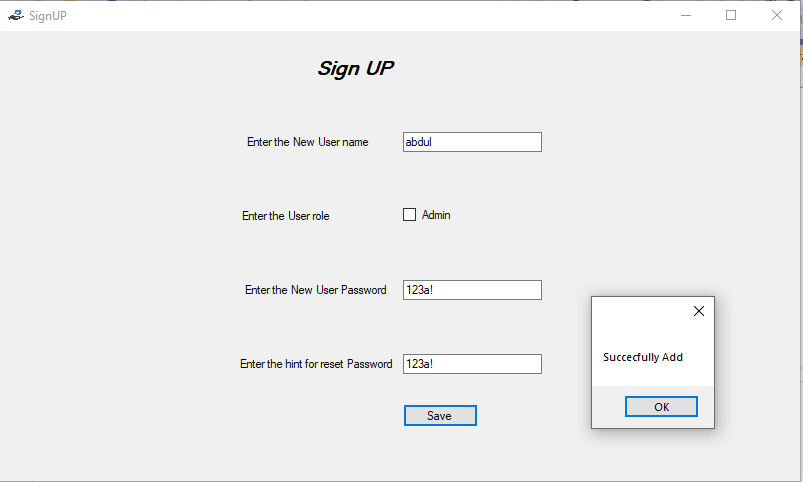 SignUP
Sign UP
Enter the New User name
abdul
Enter the User role
Admin
Enter the New User Password
123a!
Enter the hint for reset Password
123a!
Save
Succecfully Add
OK